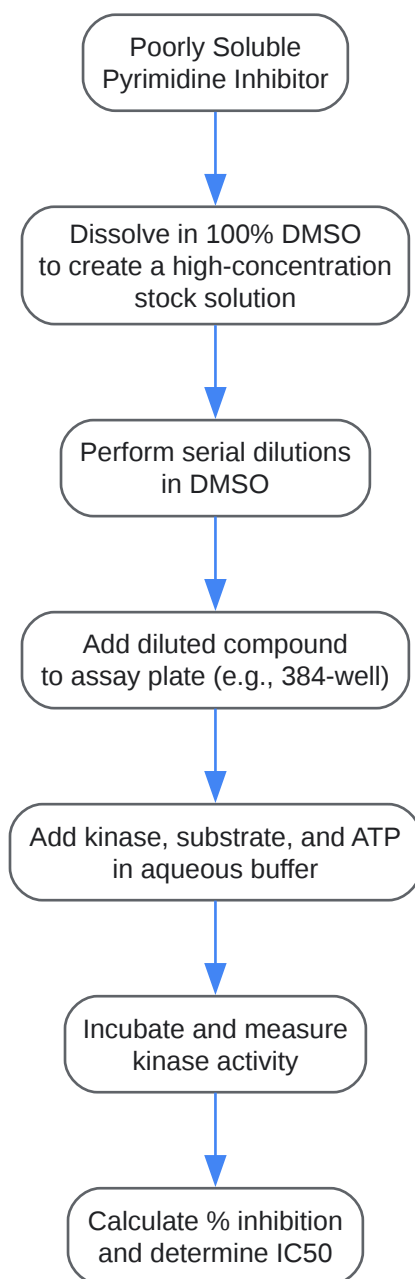 Poorly Soluble
Pyrimidine Inhibitor
Dissolve in 100% DMSO
to create a high-concentration
stock solution
Perform serial dilutions
in DMSO
Add diluted compound
to assay plate (e.g., 384-well)
Add kinase, substrate, and ATP
in aqueous buffer
Incubate and measure
kinase activity
Calculate % inhibition
and determine IC50